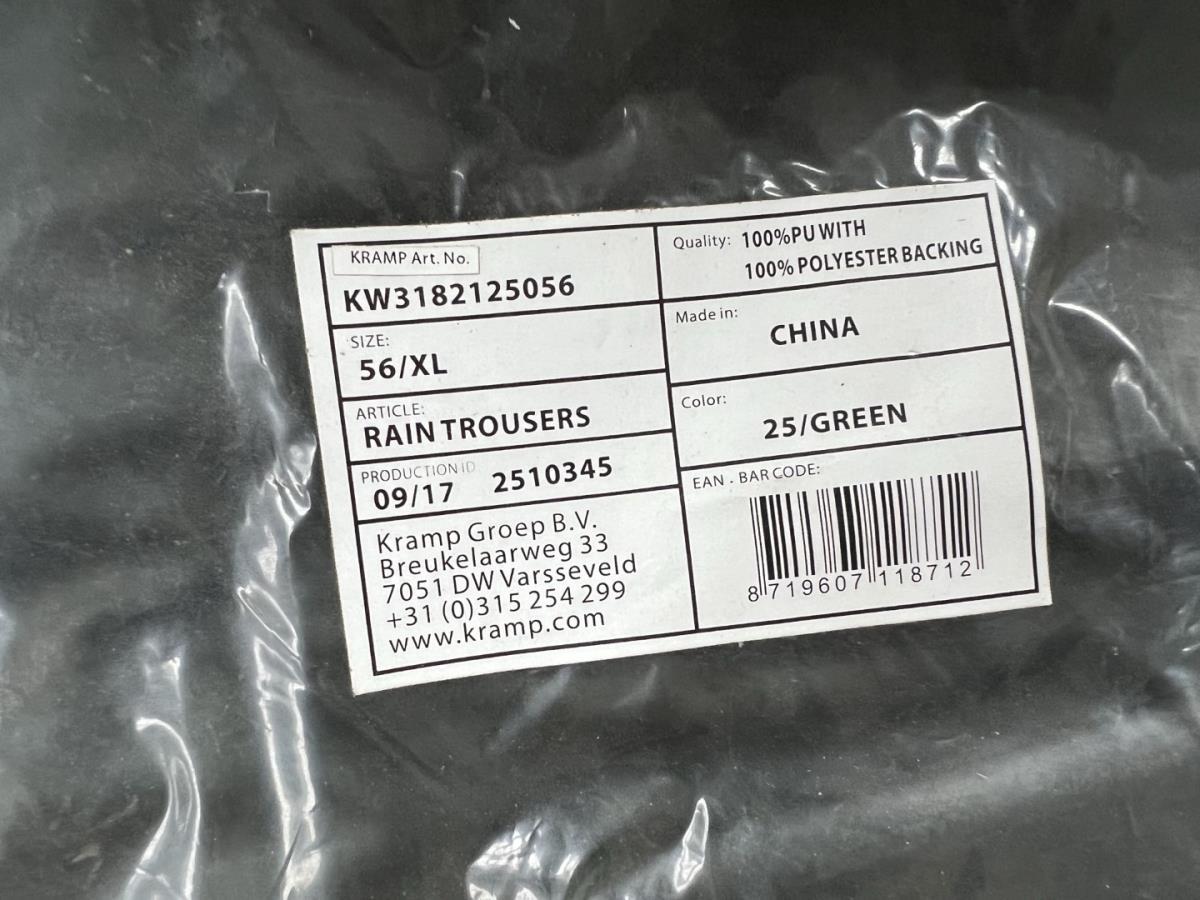 KRAMP Art. No.
KW3182125056
SIZE:
56/XL
ARTICLE:
RAIN TROUSERS
PRODUCTION ID
09/17 2510345
Kramp Groep B.V.
Breukelaarweg 33
7051 DW Varsseveld
+31 (0)315 254 299
www.kramp.com
Quality: 100%PU WITH
100% POLYESTER BACKING
Made in:
CHINA
Color:
25/GREEN
EAN - BAR CODE:
8 719607 118712